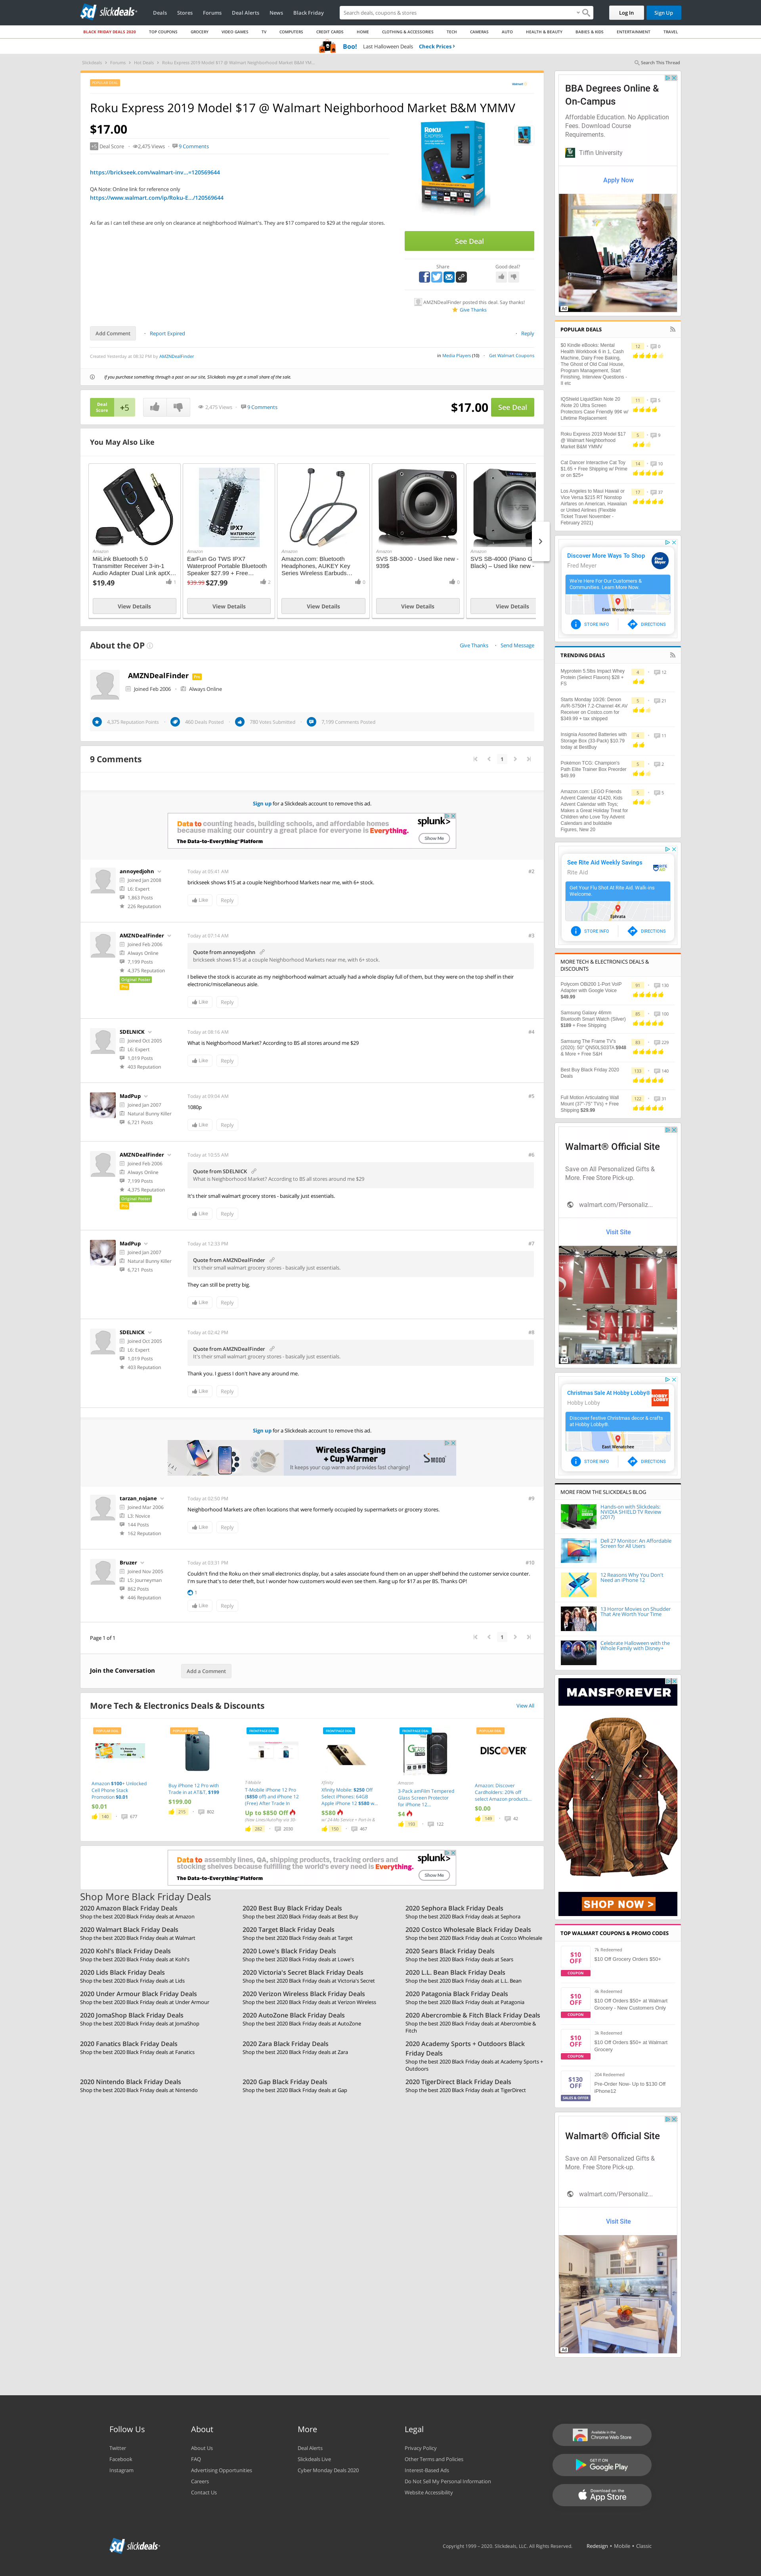 slickdeals
Deals Stores Forums Deal Alerts News Black Friday
Search deals, coupons & stores
Log In Sign Up
BLACK FRIDAY DEALS 2020 TOP COUPONS GROCERY VIDEO GAMES TV COMPUTERS CREDIT CARDS HOME CLOTHING & ACCESSORIES TECH GAMING AUTO HEALTH & BEAUTY BABIES & KIDS ENTERTAINMENT TRAVEL
Boo! Last Halloween Deals Check Prices
Slickdeals > Forums > Hot Deals > Roku Express 2019 Model $17 @ Walmart Neighborhood Market B&M YM...
Search This Thread
Roku Express 2019 Model $17 @ Walmart Neighborhood Market B&M YMMV
$17.00
+5 Deal Score 2,475 Views 9 Comments
https://brickseek.com/walmart-inv...=120569644
QA Note: Online link for reference only
https://www.walmart.com/ip/Roku-E.../120569644
As far as I can tell these are only on clearance at neighborhood Walmart's. They are $17 compared to $29 at the regular stores.
See Deal
Share Good deal?
AMZNDealFinder posted this deal. Say thanks!
Give Thanks
Add Comment Report Expired Reply
Created Yesterday at 08:32 PM by AMZNDealFinder
in Media Players (10) Get Walmart Coupons
If you purchase something through a post on our site, Slickdeals may get a small share of the sale.
Deal Score +5 2,475 Views 9 Comments $17.00 See Deal
You May Also Like
Amazon
MiiLink Bluetooth 5.0 Transmitter Receiver 3-in-1 Audio Adapter Dual Link aptX...
$19.49 1
View Details
Amazon
EarFun Go TWS IPX7 Waterproof Portable Bluetooth Speaker $27.99 + Free...
$39.99 $27.99 2
View Details
Amazon
Amazon.com: Bluetooth Headphones, AUKEY Key Series Wireless Earbuds...
View Details
Amazon
SVS SB-3000 - Used like new - 939$
View Details
Amazon
SVS SB-4000 (Piano G
Black) – Used like new -
View Details
About the OP
Give Thanks Send Message
AMZNDealFinder Pro
Joined Feb 2006 Always Online
4,375 Reputation Points 460 Deals Posted 780 Votes Submitted 7,199 Comments Posted
9 Comments
1
Sign up for a Slickdeals account to remove this ad.
Data to counting heads, building schools, and affordable homes
because making our country a great place for everyone is Everything.
The Data-to-Everything™ Platform
splunk>
Show Me
annoyedjohn
Joined Jan 2008
L6: Expert
1,863 Posts
226 Reputation
Today at 05:41 AM #2
brickseek shows $15 at a couple Neighborhood Markets near me, with 6+ stock.
Like Reply
AMZNDealFinder
Joined Feb 2006
Always Online
7,199 Posts
4,375 Reputation
Original Poster
Pro
Today at 07:14 AM #3
Quote from annoyedjohn
brickseek shows $15 at a couple Neighborhood Markets near me, with 6+ stock.
I believe the stock is accurate as my neighborhood walmart actually had a whole display full of them, but they were on the top shelf in their electronic/miscellaneous aisle.
Like Reply
SDELNICK
Joined Oct 2005
L6: Expert
1,019 Posts
403 Reputation
Today at 08:16 AM #4
What is Neighborhood Market? According to BS all stores around me $29
Like Reply
MadPup
Joined Jan 2007
Natural Bunny Killer
6,721 Posts
Today at 09:04 AM #5
1080p
Like Reply
AMZNDealFinder
Joined Feb 2006
Always Online
7,199 Posts
4,375 Reputation
Original Poster
Pro
Today at 10:55 AM #6
Quote from SDELNICK
What is Neighborhood Market? According to BS all stores around me $29
It's their small walmart grocery stores - basically just essentials.
Like Reply
MadPup
Joined Jan 2007
Natural Bunny Killer
6,721 Posts
Today at 12:33 PM #7
Quote from AMZNDealFinder
It's their small walmart grocery stores - basically just essentials.
They can still be pretty big.
Like Reply
SDELNICK
Joined Oct 2005
L6: Expert
1,019 Posts
403 Reputation
Today at 02:42 PM #8
Quote from AMZNDealFinder
It's their small walmart grocery stores - basically just essentials.
Thank you. I guess I don't have any around me.
Like Reply
Sign up for a Slickdeals account to remove this ad.
Wireless Charging
+ Cup Warmer
It keeps your cup warm and provides fast charging!
tarzan_nojane
Joined Mar 2006
L3: Novice
144 Posts
162 Reputation
Today at 02:50 PM #9
Neighborhood Markets are often locations that were formerly occupied by supermarkets or grocery stores.
Like Reply
Bruzer
Joined Nov 2005
L5: Journeyman
862 Posts
446 Reputation
Today at 03:31 PM #10
Couldn't find the Roku on their small electronics display, but a sales associate found them on an upper shelf behind the customer service counter. I'm sure that's to deter theft, but I wonder how customers would even see them. Rang up for $17 as per BS. Thanks OP!
1
Like Reply
Page 1 of 1
1
Join the Conversation Add a Comment
More Tech & Electronics Deals & Discounts View All
Amazon $100+ Unlocked Cell Phone Stack Promotion $0.01
$0.01
Buy iPhone 12 Pro with Trade in at AT&T, $199
$199.00
T-Mobile iPhone 12 Pro ($850 off) and iPhone 12 (Free) After Trade in
Up to $850 Off
Xfinity Mobile: $250 Off Select iPhones: 64GB Apple iPhone 12 $580 w...
$580
Amazon
3-Pack amFilm Tempered Glass Screen Protector for iPhone 12...
$4
DISCOVER
Amazon: Discover Cardholders: 20% off select Amazon products...
$0.00
Data to assembly lines, QA, shipping products, tracking orders and
stocking shelves because fulfilling the world's need is Everything.
The Data-to-Everything™ Platform
splunk>
Show Me
Shop More Black Friday Deals
2020 Amazon Black Friday Deals
Shop the best 2020 Black Friday deals at Amazon
2020 Best Buy Black Friday Deals
Shop the best 2020 Black Friday deals at Best Buy
2020 Sephora Black Friday Deals
Shop the best 2020 Black Friday deals at Sephora
2020 Walmart Black Friday Deals
Shop the best 2020 Black Friday deals at Walmart
2020 Target Black Friday Deals
Shop the best 2020 Black Friday deals at Target
2020 Costco Wholesale Black Friday Deals
Shop the best 2020 Black Friday deals at Costco Wholesale
2020 Kohl's Black Friday Deals
Shop the best 2020 Black Friday deals at Kohl's
2020 Lowe's Black Friday Deals
Shop the best 2020 Black Friday deals at Lowe's
2020 Sears Black Friday Deals
Shop the best 2020 Black Friday deals at Sears
2020 Lids Black Friday Deals
Shop the best 2020 Black Friday deals at Lids
2020 Victoria's Secret Black Friday Deals
Shop the best 2020 Black Friday deals at Victoria's Secret
2020 L.L. Bean Black Friday Deals
Shop the best 2020 Black Friday deals at L.L. Bean
2020 Under Armour Black Friday Deals
Shop the best 2020 Black Friday deals at Under Armour
2020 Verizon Wireless Black Friday Deals
Shop the best 2020 Black Friday deals at Verizon Wireless
2020 Patagonia Black Friday Deals
Shop the best 2020 Black Friday deals at Patagonia
2020 JomaShop Black Friday Deals
Shop the best 2020 Black Friday deals at JomaShop
2020 AutoZone Black Friday Deals
Shop the best 2020 Black Friday deals at AutoZone
2020 Abercrombie & Fitch Black Friday Deals
Shop the best 2020 Black Friday deals at Abercrombie & Fitch
2020 Fanatics Black Friday Deals
Shop the best 2020 Black Friday deals at Fanatics
2020 Zara Black Friday Deals
Shop the best 2020 Black Friday deals at Zara
2020 Academy Sports + Outdoors Black Friday Deals
Shop the best 2020 Black Friday deals at Academy Sports + Outdoors
2020 Nintendo Black Friday Deals
Shop the best 2020 Black Friday deals at Nintendo
2020 Gap Black Friday Deals
Shop the best 2020 Black Friday deals at Gap
2020 TigerDirect Black Friday Deals
Shop the best 2020 Black Friday deals at TigerDirect
BBA Degrees Online & On-Campus
Affordable Education. No Application Fees. Download Course Requirements.
Tiffin University
Apply Now
POPULAR DEALS
$0 Kindle eBooks: Mental Health Workbook 6 in 1, Cash Machine, Dairy Free Baking, The Ghost of Old Coal House, Program Management, Start Finishing, Interview Questions - II etc
IQShield LiquidSkin Note 20 /Note 20 Ultra Screen Protectors Case Friendly 99¢ w/ Lifetime Replacement
Roku Express 2019 Model $17 @ Walmart Neighborhood Market B&M YMMV
Cat Dancer Interactive Cat Toy $1.65 + Free Shipping w/ Prime or on $25+
Los Angeles to Maui Hawaii or Vice Versa $215 RT Nonstop Airfares on American, Hawaiian or United Airlines (Flexible Ticket Travel November - February 2021)
Discover More Ways To Shop
Fred Meyer
We're Here For Our Customers & Communities. Learn More Now.
East Wenatchee
STORE INFO DIRECTIONS
TRENDING DEALS
Myprotein 5.5lbs Impact Whey Protein (Select Flavors) $28 + FS
Starts Monday 10/26: Denon AVR-S750H 7.2-Channel 4K AV Receiver on Costco.com for $349.99 + tax shipped
Insignia Assorted Batteries with Storage Box (33-Pack) $10.79 today at BestBuy
Pokémon TCG: Champion's Path Elite Trainer Box Preorder $49.99
Amazon.com: LEGO Friends Advent Calendar 41420, Kids Advent Calendar with Toys; Makes a Great Holiday Treat for Children who Love Toy Advent Calendars and buildable Figures, New 20
See Rite Aid Weekly Savings
Rite Aid
Get Your Flu Shot At Rite Aid. Walk-Ins Welcome.
Ephrata
STORE INFO DIRECTIONS
MORE TECH & ELECTRONICS DEALS & DISCOUNTS
Polycom OBi200 1-Port VoIP Adapter with Google Voice $49.99
Samsung Galaxy 46mm Bluetooth Smart Watch (Silver) $189 + Free Shipping
Samsung The Frame TV's (2020): 50" QN50LS03TA $948 & More + Free S&H
Best Buy Black Friday 2020 Deals
Full Motion Articulating Wall Mount (37"-75" TVs) + Free Shipping $29.99
Walmart® Official Site
Save on All Personalized Gifts & More. Free Store Pick-up.
walmart.com/Personaliz...
Visit Site
SALE
Christmas Sale At Hobby Lobby®
Hobby Lobby
Discover festive Christmas decor & crafts at Hobby Lobby®.
East Wenatchee
STORE INFO DIRECTIONS
MORE FROM THE SLICKDEALS BLOG
Hands-on with Slickdeals: NVIDIA SHIELD TV Review (2017)
Dell 27 Monitor: An Affordable Screen for All Users
12 Reasons Why You Don't Need an iPhone 12
13 Horror Movies on Shudder That Are Worth Your Time
Celebrate Halloween with the Whole Family with Disney+
MANSFOREVER
SHOP NOW >
TOP WALMART COUPONS & PROMO CODES
$10 OFF COUPON
7k Redeemed
$10 Off Grocery Orders $50+
$10 OFF COUPON
4k Redeemed
$10 Off Orders $50+ at Walmart Grocery - New Customers Only
$10 OFF COUPON
3k Redeemed
$10 Off Orders $50+ at Walmart Grocery
$130 OFF SALES & OFFER
254 Redeemed
Pre-Order Now- Up to $130 Off iPhone12
Walmart® Official Site
Save on All Personalized Gifts & More. Free Store Pick-up.
walmart.com/Personaliz...
Visit Site
Follow Us
Twitter
Facebook
Instagram
About
About Us
FAQ
Advertising Opportunities
Careers
Contact Us
More
Deal Alerts
Slickdeals Live
Cyber Monday Deals 2020
Legal
Privacy Policy
Other Terms and Policies
Interest-Based Ads
Do Not Sell My Personal Information
Website Accessibility
Available in the Chrome Web Store
GET IT ON Google Play
Download on the App Store
slickdeals
Copyright 1999 – 2020. Slickdeals, LLC. All Rights Reserved. Redesign • Mobile • Classic